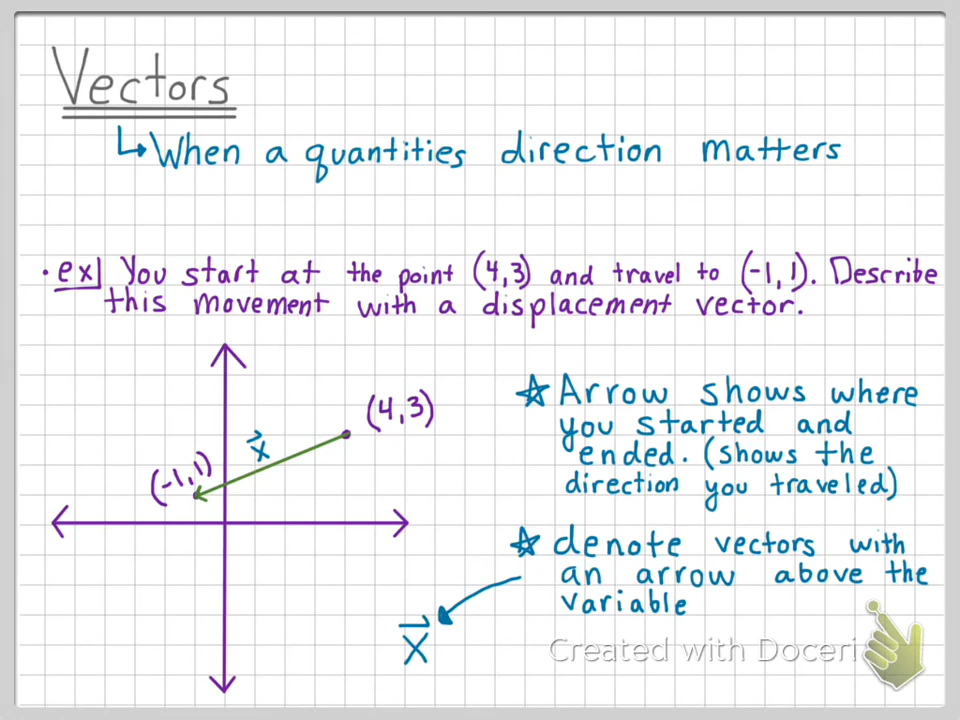 Vectors
↳When a quantities direction matters
• ex| You start at the point (4,3) and travel to (-1,1). Describe
this movement with a displacement vector.
(4,3)
x⃗
(-1,1)
☆ Arrow shows where
you started and
ended. (shows the
direction you traveled)
☆ denote vectors with
an arrow above the
variable
x⃗
Created with Doceri